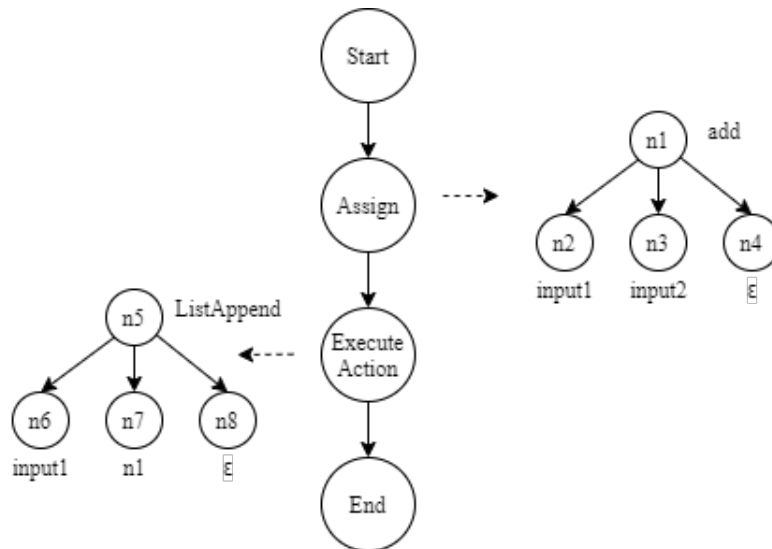 Start
n1
add
Assign
n2
n3
n4
input1
input2
ε
n5
ListAppend
Execute
Action
n6
n7
n8
input1
n1
ε
End